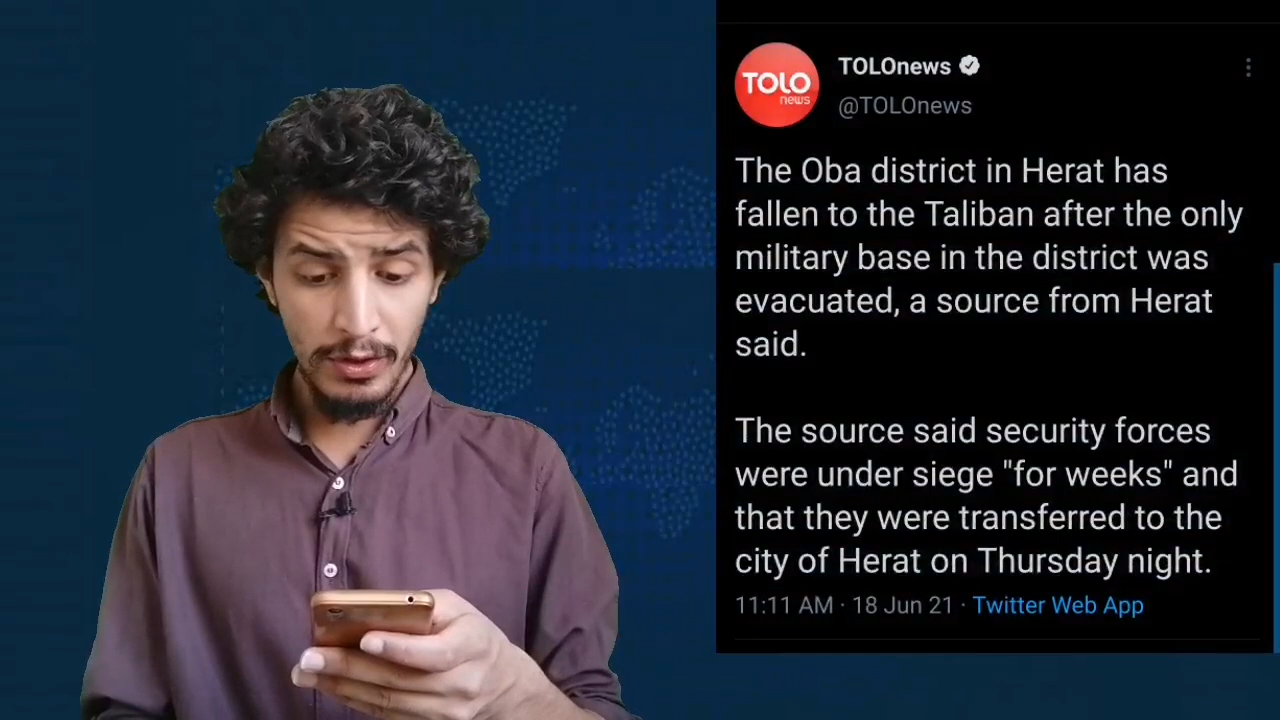 TOLO
news
TOLOnews
@TOLOnews
The Oba district in Herat has
fallen to the Taliban after the only
military base in the district was
evacuated, a source from Herat
said.
The source said security forces
were under siege "for weeks" and
that they were transferred to the
city of Herat on Thursday night.
11:11 AM · 18 Jun 21 · Twitter Web App